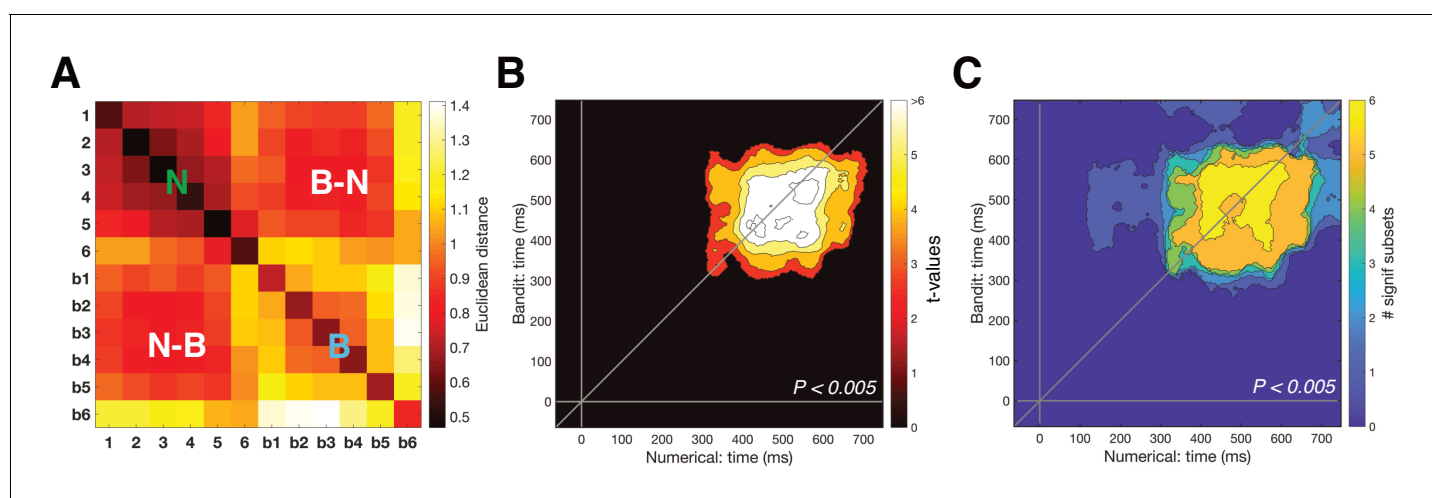 A
1
2
3
4
5
6
b1
b2
b3
b4
b5
b6
1 2 3 4 5 6 b1 b2 b3 b4 b5 b6
N
B-N
N-B
B
1.4
1.3
1.2
1.1
1
0.9
0.8
0.7
0.6
0.5
Euclidean distance
B
700
600
500
400
300
200
100
0
Bandit: time (ms)
0 100 200 300 400 500 600 700
Numerical: time (ms)
P < 0.005
>6
5
4
3
2
1
0
t-values
C
700
600
500
400
300
200
100
0
Bandit: time (ms)
0 100 200 300 400 500 600 700
Numerical: time (ms)
P < 0.005
6
5
4
3
2
1
0
# signif subsets